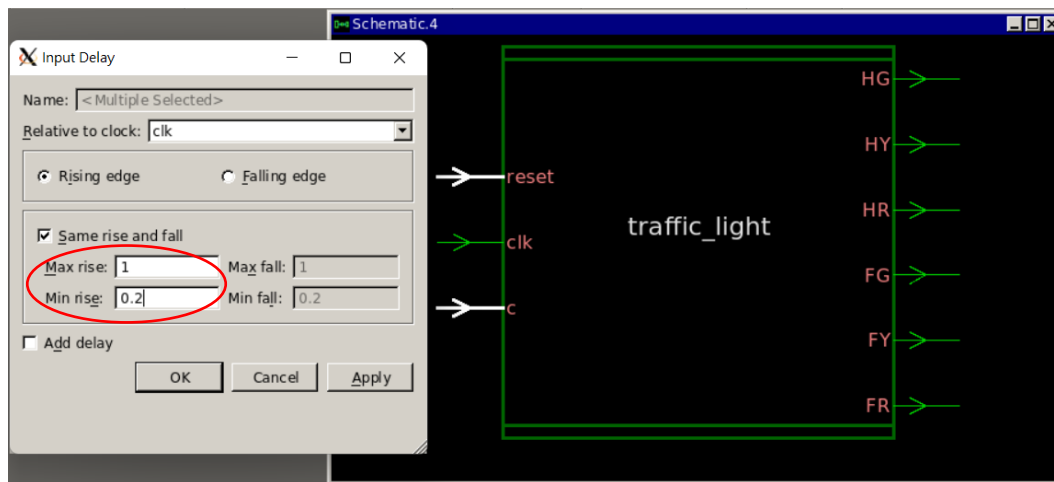 Schematic.4
Input Delay
Name: <Multiple Selected>
Relative to clock: clk
Rising edge Falling edge
Same rise and fall
Max rise: 1 Max fall: 1
Min rise: 0.2 Min fall: 0.2
Add delay
OK Cancel Apply
HG
HY
reset
HR
traffic_light
clk
FG
c
FY
FR